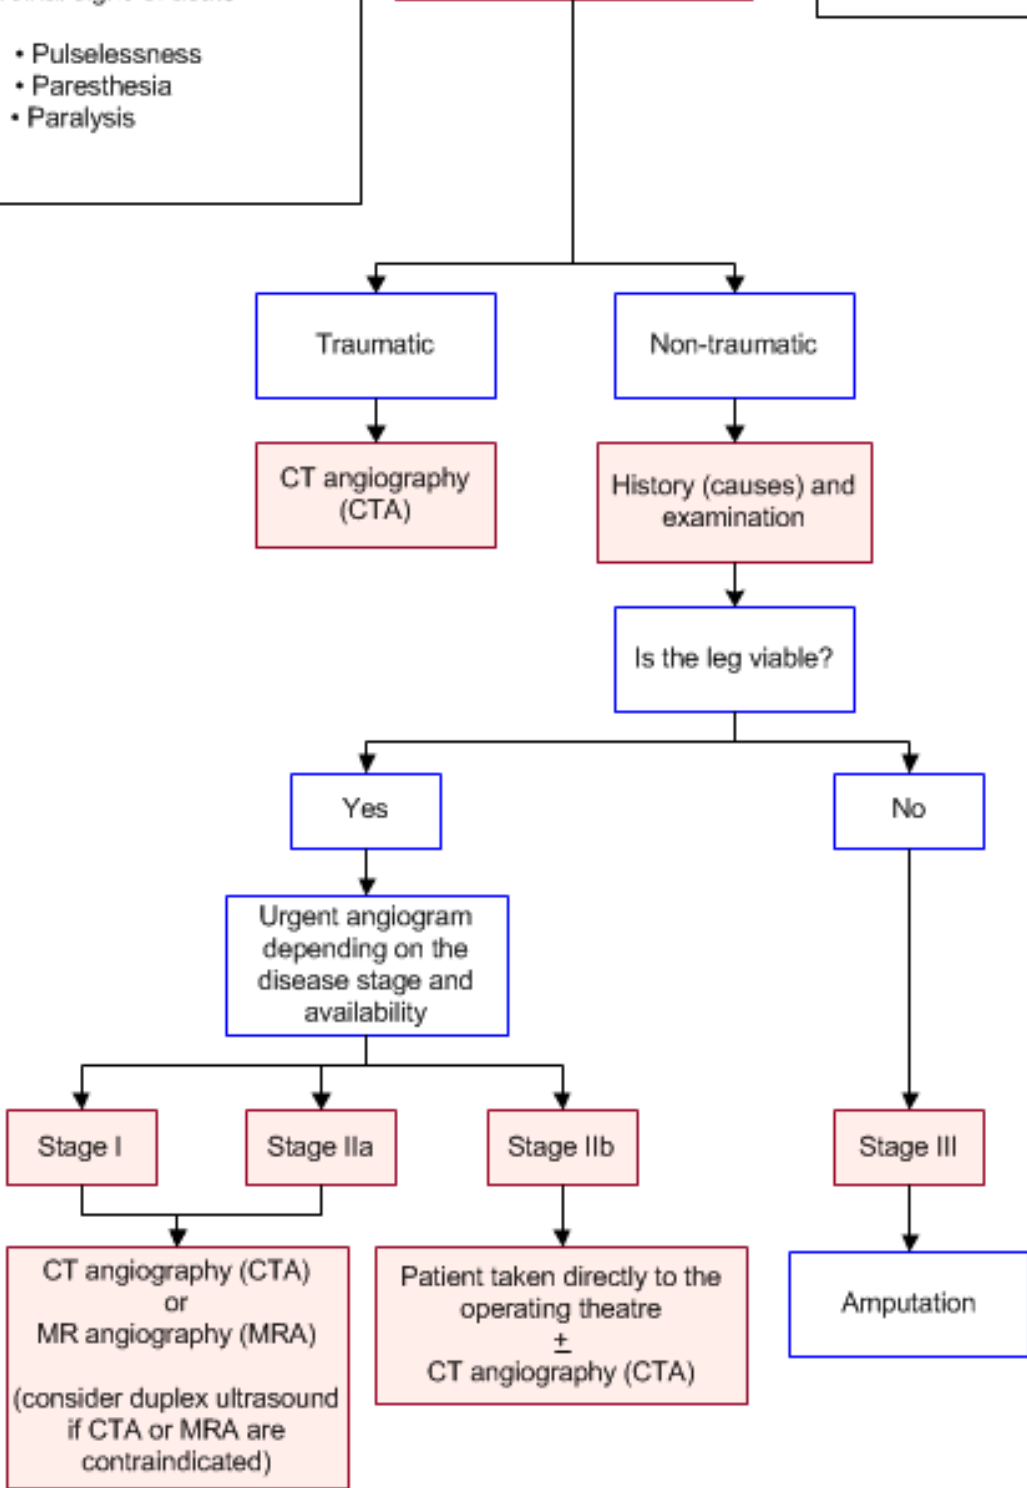 • Pulselessness
• Paresthesia
• Paralysis
Traumatic
Non-traumatic
CT angiography
(CTA)
History (causes) and
examination
Is the leg viable?
Yes
No
Urgent angiogram
depending on the
disease stage and
availability
Stage I
Stage IIa
Stage IIb
Stage III
CT angiography (CTA)
or
MR angiography (MRA)
(consider duplex ultrasound
if CTA or MRA are
contraindicated)
Patient taken directly to the
operating theatre
±
CT angiography (CTA)
Amputation